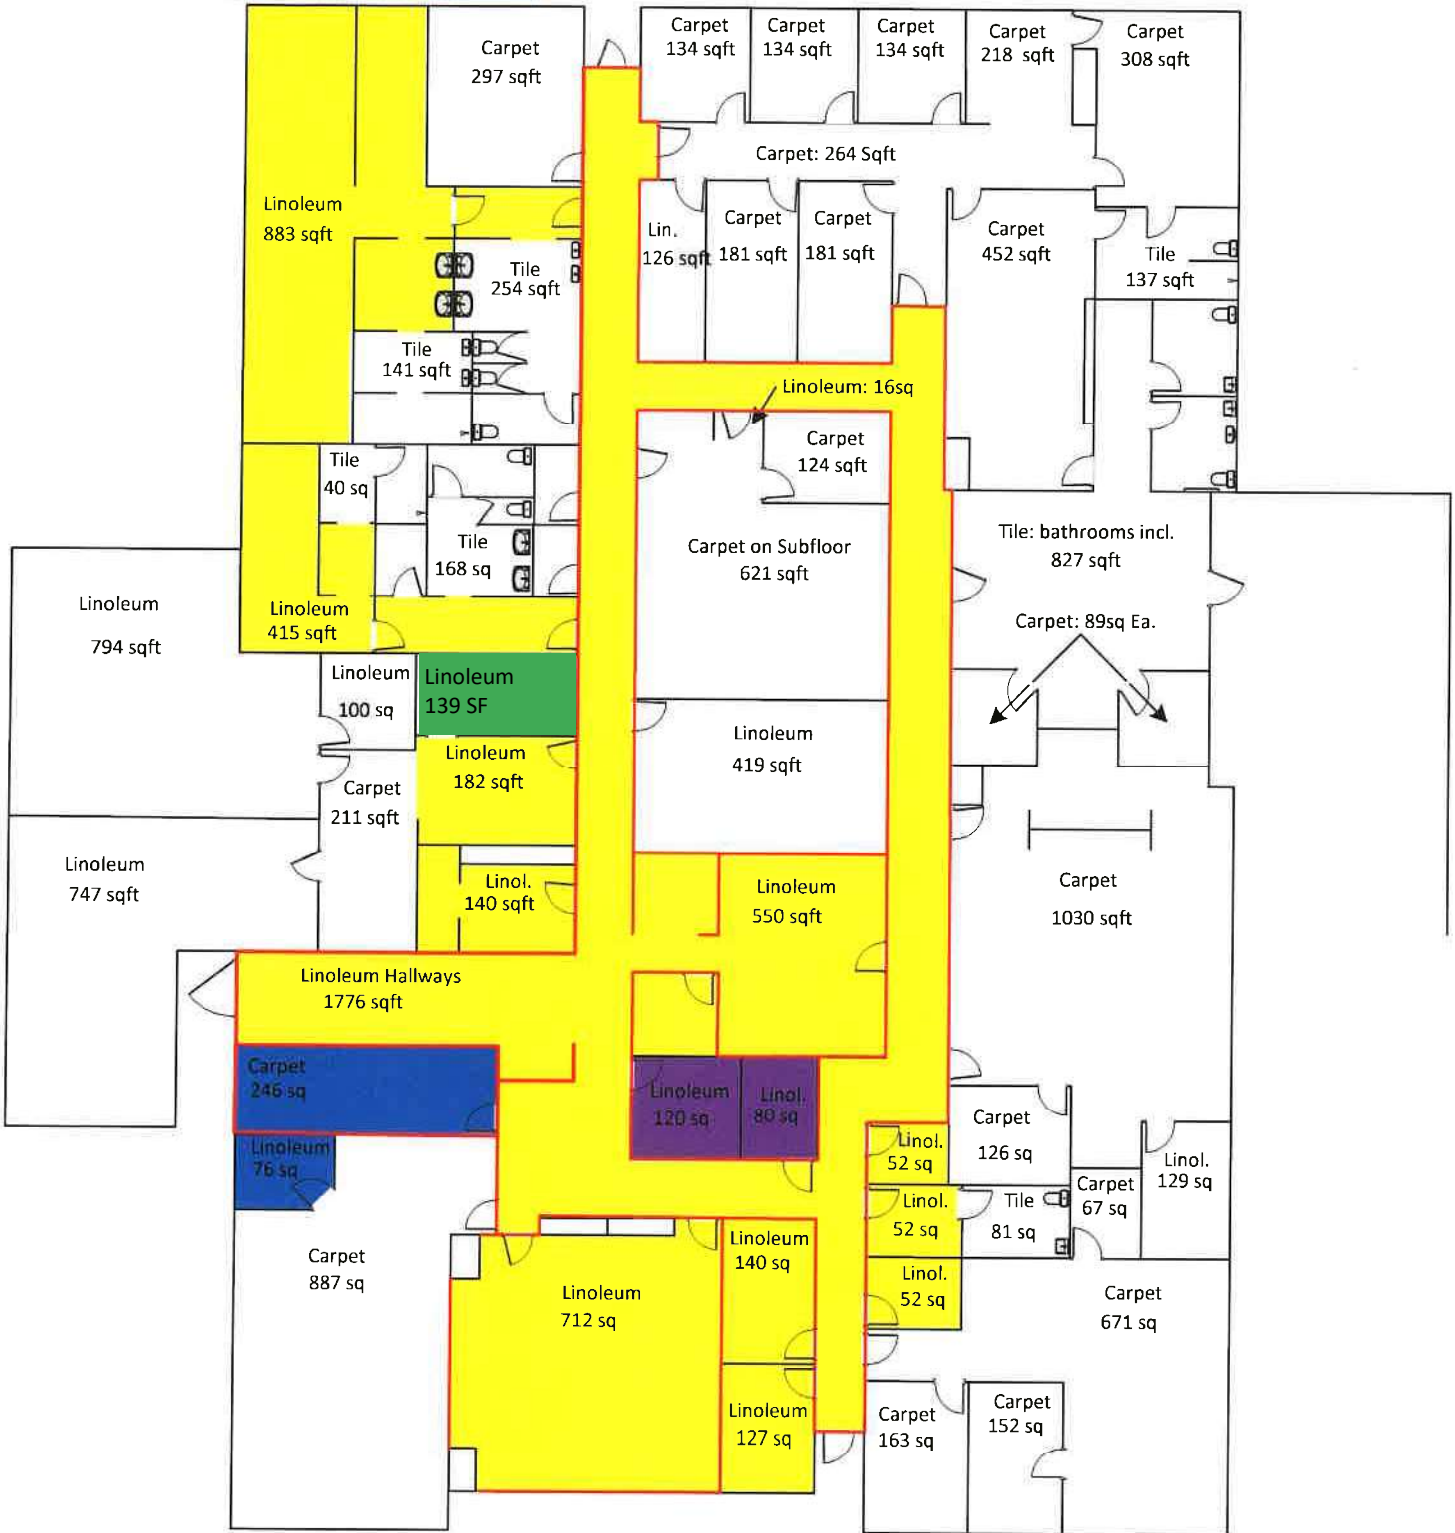 Carpet
297 sqft
Carpet
134 sqft
Carpet
134 sqft
Carpet
134 sqft
Carpet
218 sqft
Carpet
308 sqft
Carpet: 264 Sqft
Linoleum
883 sqft
Tile
254 sqft
Lin.
126 sqft
Carpet
181 sqft
Carpet
181 sqft
Carpet
452 sqft
Tile
137 sqft
Tile
141 sqft
Linoleum: 16sq
Carpet
124 sqft
Tile
40 sq
Tile
168 sq
Carpet on Subfloor
621 sqft
Tile: bathrooms incl.
827 sqft
Linoleum
794 sqft
Linoleum
415 sqft
Carpet: 89sq Ea.
Linoleum
100 sq
Linoleum
139 SF
Linoleum
182 sqft
Linoleum
419 sqft
Carpet
211 sqft
Linoleum
747 sqft
Linol.
140 sqft
Linoleum
550 sqft
Carpet
1030 sqft
Linoleum Hallways
1776 sqft
Carpet
246 sq
Linoleum
120 sq
Linol.
80 sq
Linoleum
76 sq
Linol.
52 sq
Carpet
126 sq
Linol.
129 sq
Carpet
67 sq
Linol.
52 sq
Tile
81 sq
Carpet
887 sq
Linoleum
140 sq
Linoleum
712 sq
Linol.
52 sq
Carpet
671 sq
Linoleum
127 sq
Carpet
163 sq
Carpet
152 sq